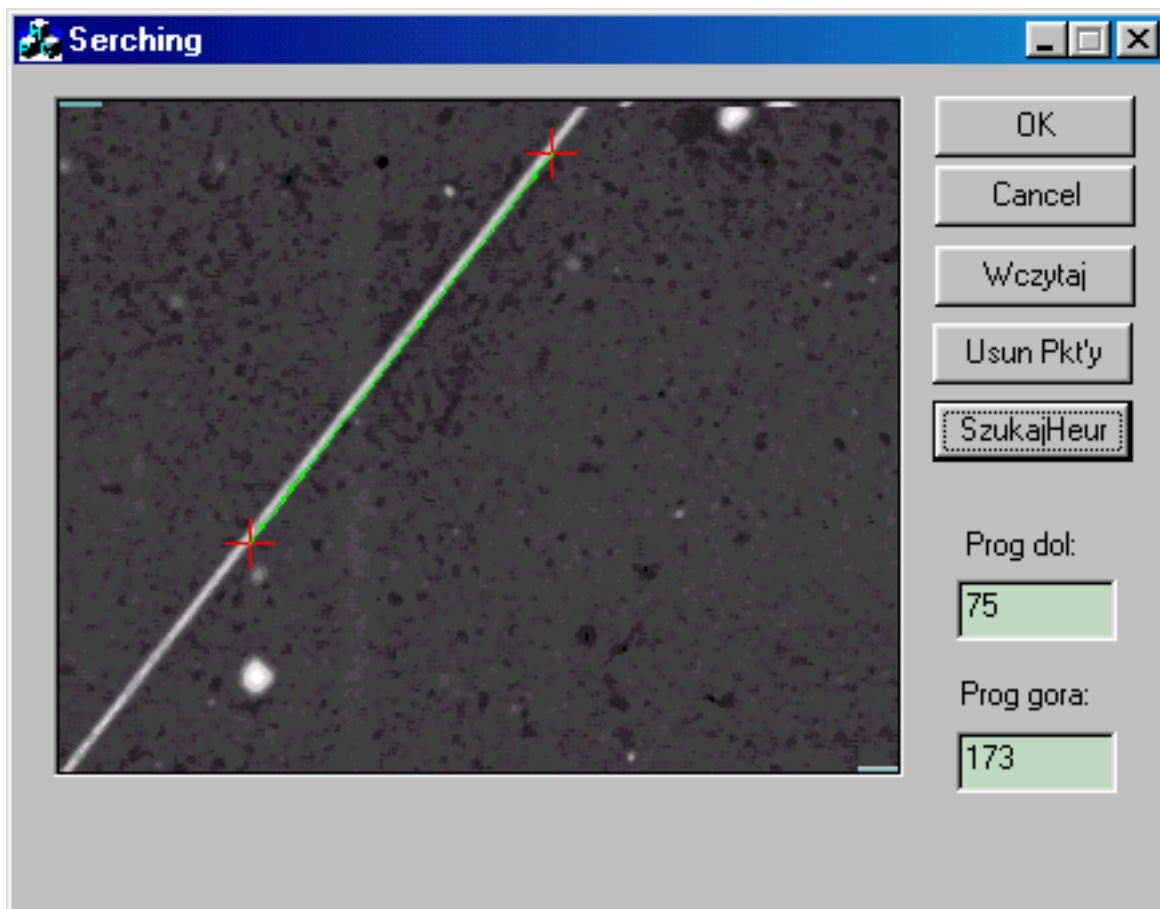 Serching
OK
Cancel
Wczytaj
Usun Pkt'y
SzukajHeur
Prog dol:
75
Prog gora:
173